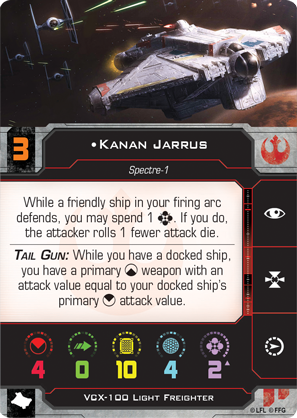 3
•Kanan Jarrus
Spectre-1
While a friendly ship in your firing arc
defends, you may spend 1 . If you do,
the attacker rolls 1 fewer attack die.
Tail Gun: While you have a docked ship,
you have a primary weapon with an
attack value equal to your docked ship's
primary attack value.
4 0 10 4 2
VCX-100 Light Freighter
© LFL © FFG